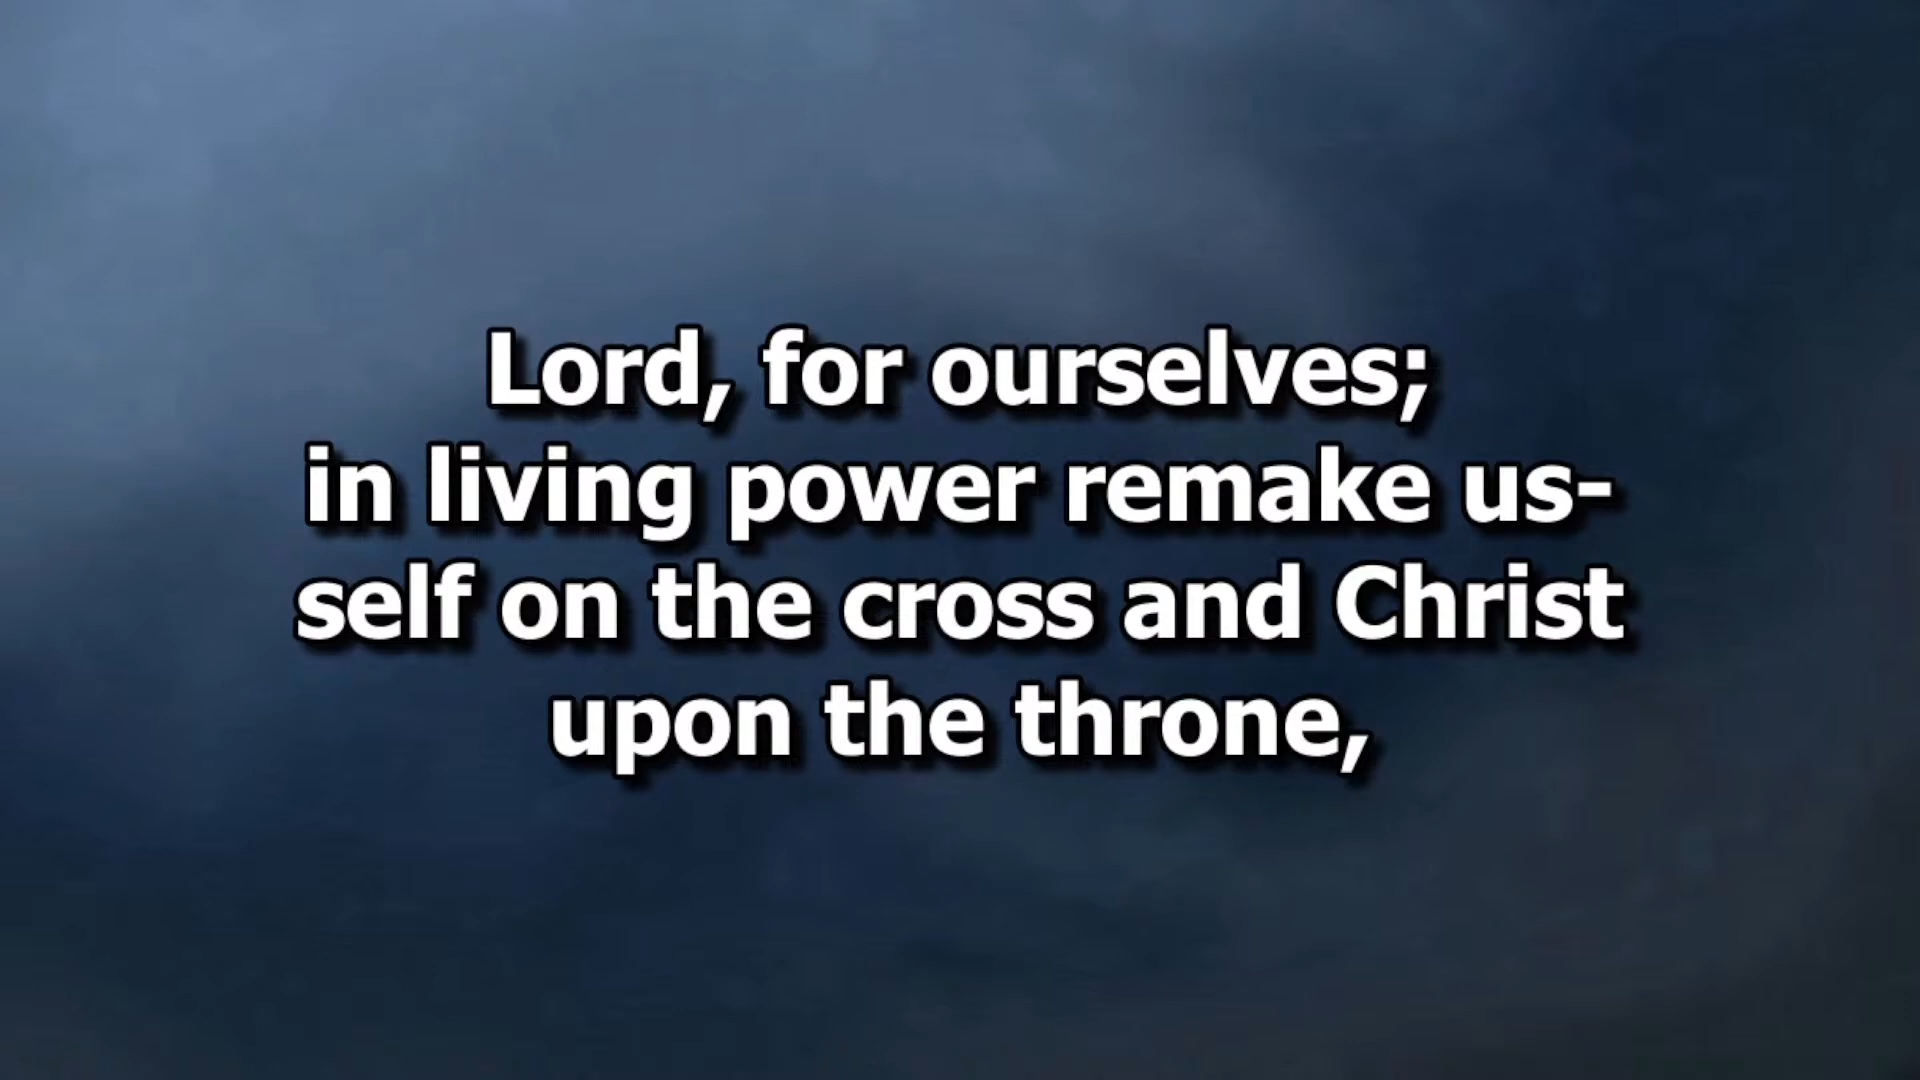 Lord, for ourselves;
in living power remake us-
self on the cross and Christ
upon the throne,